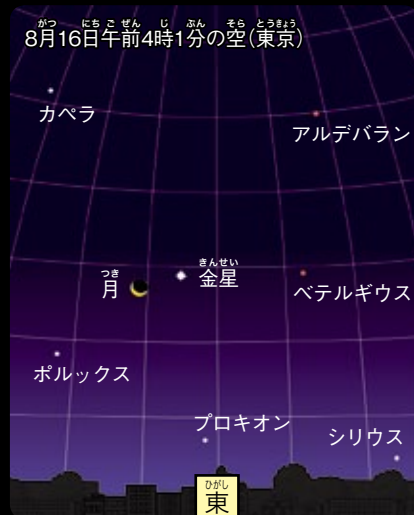 8月16日午前4時1分の空(東京)
カペラ
アルデバラン
月
金星
ベテルギウス
ポルックス
プロキオン
シリウス
東